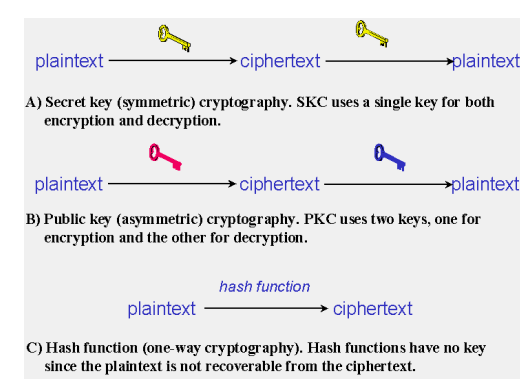 plaintext ciphertext plaintext
A) Secret key (symmetric) cryptography. SKC uses a single key for both
encryption and decryption.
plaintext ciphertext plaintext
B) Public key (asymmetric) cryptography. PKC uses two keys, one for
encryption and the other for decryption.
hash function
plaintext ciphertext
C) Hash function (one-way cryptography). Hash functions have no key
since the plaintext is not recoverable from the ciphertext.